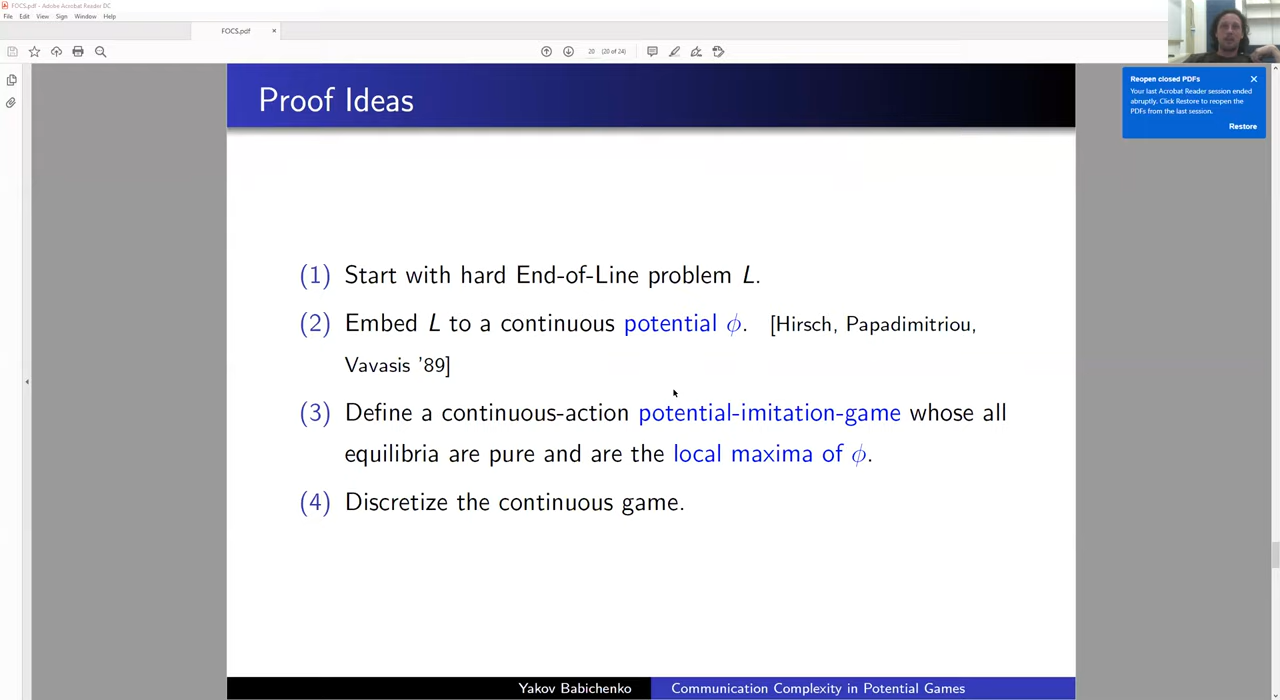 FOCS.pdf - Adobe Acrobat Reader DC
File Edit View Sign Window Help
FOCS.pdf ×
20 (20 of 24)
Reopen closed PDFs
Your last Acrobat Reader session ended
abruptly. Click Restore to reopen the
PDFs from the last session.
Restore
Proof Ideas
(1) Start with hard End-of-Line problem L.
(2) Embed L to a continuous potential ϕ. [Hirsch, Papadimitriou,
Vavasis '89]
(3) Define a continuous-action potential-imitation-game whose all
equilibria are pure and are the local maxima of ϕ.
(4) Discretize the continuous game.
Yakov Babichenko Communication Complexity in Potential Games